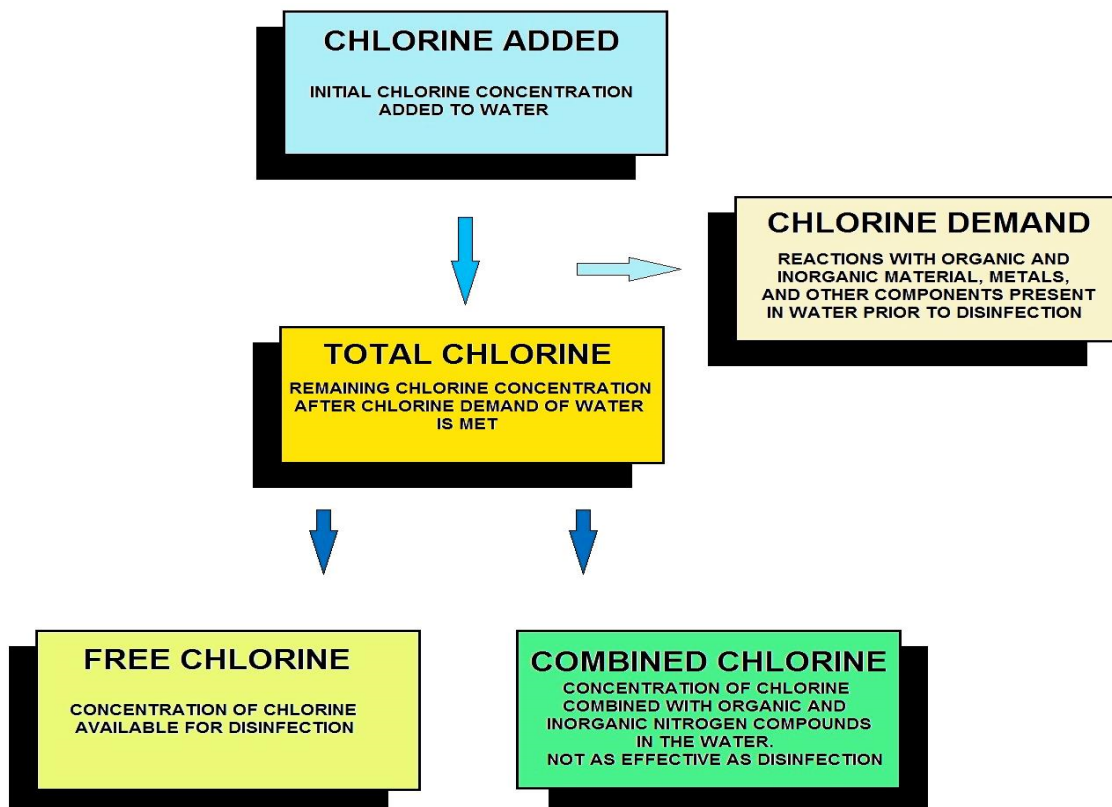 CHLORINE ADDED
INITIAL CHLORINE CONCENTRATION
ADDED TO WATER
CHLORINE DEMAND
REACTIONS WITH ORGANIC AND
INORGANIC MATERIAL, METALS,
AND OTHER COMPONENTS PRESENT
IN WATER PRIOR TO DISINFECTION
TOTAL CHLORINE
REMAINING CHLORINE CONCENTRATION
AFTER CHLORINE DEMAND OF WATER
IS MET
FREE CHLORINE
CONCENTRATION OF CHLORINE
AVAILABLE FOR DISINFECTION
COMBINED CHLORINE
CONCENTRATION OF CHLORINE
COMBINED WITH ORGANIC AND
INORGANIC NITROGEN COMPOUNDS
IN THE WATER.
NOT AS EFFECTIVE AS DISINFECTION